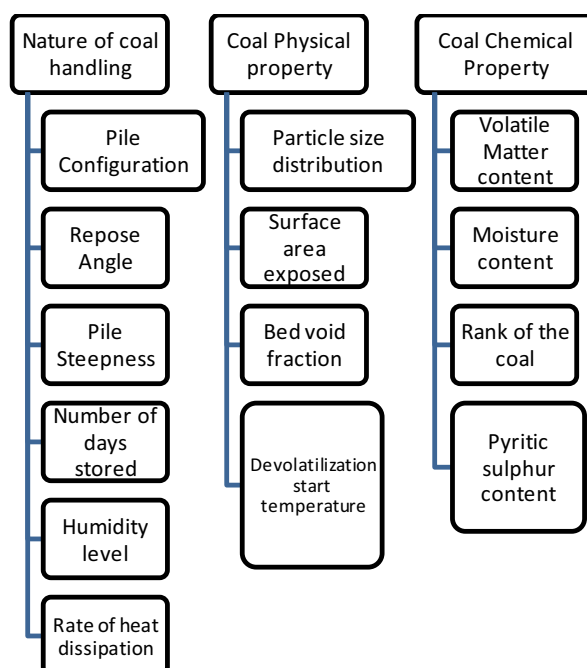 Nature of coal
handling
Pile
Configuration
Repose
Angle
Pile
Steepness
Number of
days
stored
Humidity
level
Rate of heat
dissipation
Coal Physical
property
Particle size
distribution
Surface
area
exposed
Bed void
fraction
Devolatilization
start
temperature
Coal Chemical
Property
Volatile
Matter
content
Moisture
content
Rank of the
coal
Pyritic
sulphur
content